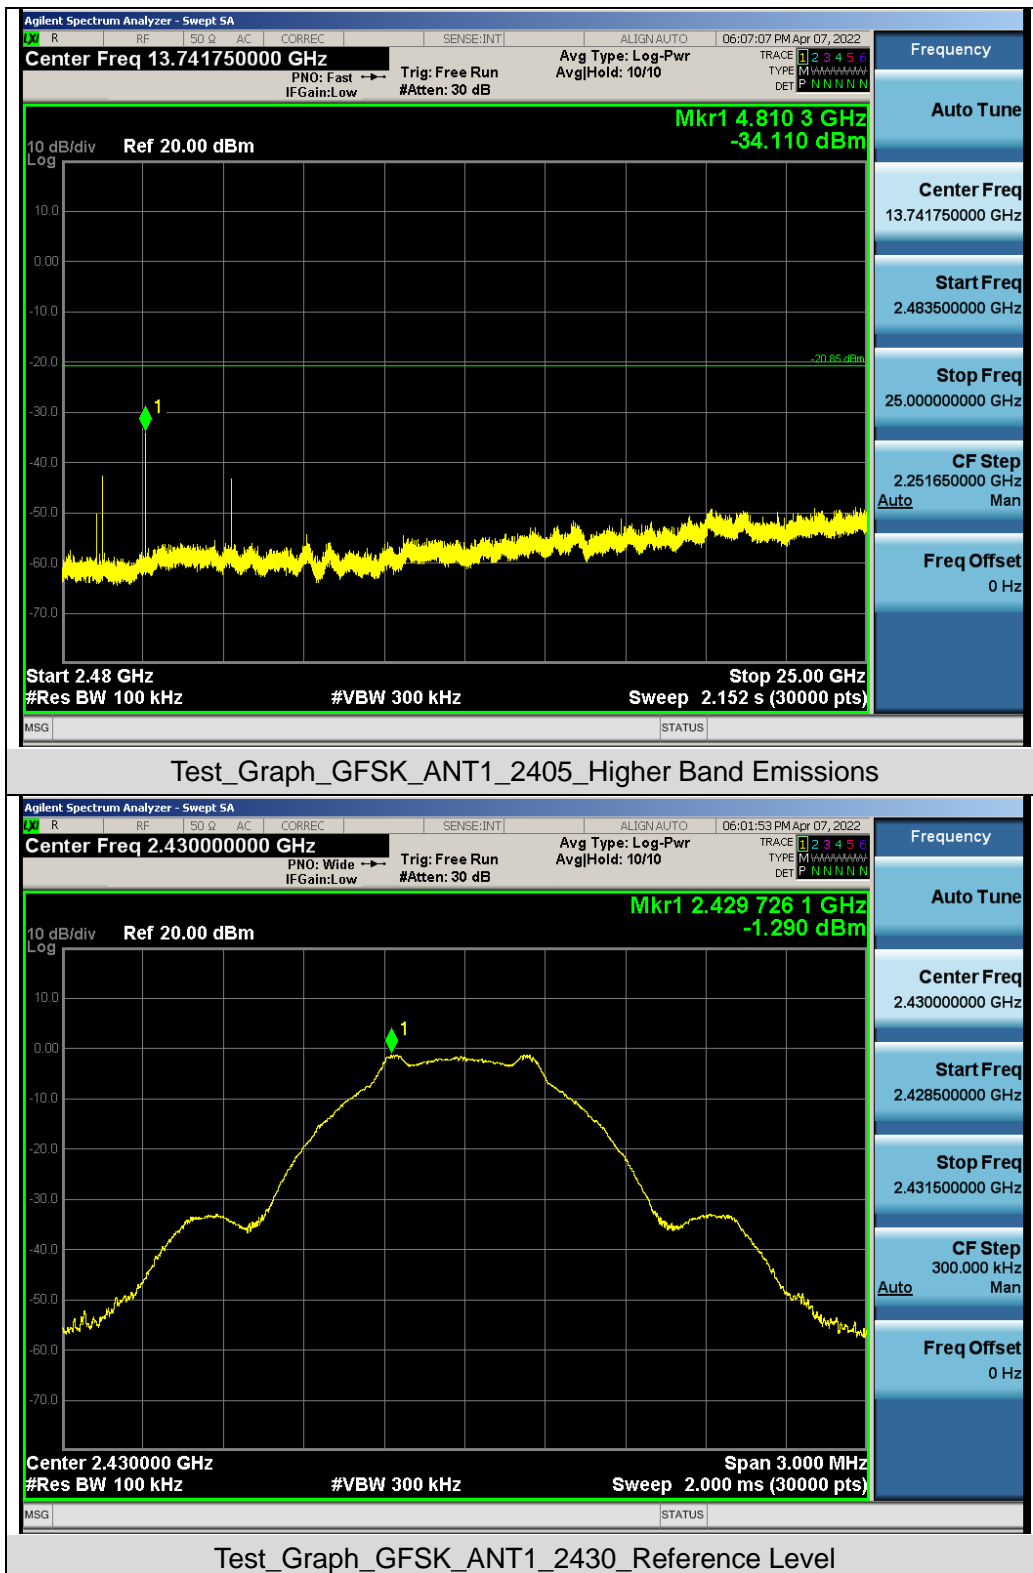 Agilent Spectrum Analyzer - Swept SA
LXI R RF 50 Ω AC CORREC SENSE:INT ALIGN AUTO 06:07:07 PM Apr 07, 2022
Center Freq 13.741750000 GHz
PNO: Fast
IFGain:Low
Trig: Free Run
#Atten: 30 dB
Avg Type: Log-Pwr
Avg|Hold: 10/10
TRACE 1 2 3 4 5 6
TYPE M
DET P N N N N N
Mkr1 4.810 3 GHz
-34.110 dBm
10 dB/div Ref 20.00 dBm
Log
10.0
0.00
-10.0
-20.0
-20.85 dBm
-30.0
1
-40.0
-50.0
-60.0
-70.0
Start 2.48 GHz Stop 25.00 GHz
#Res BW 100 kHz #VBW 300 kHz Sweep 2.152 s (30000 pts)
MSG STATUS
Frequency
Auto Tune
Center Freq
13.741750000 GHz
Start Freq
2.483500000 GHz
Stop Freq
25.000000000 GHz
CF Step
2.251650000 GHz
Auto Man
Freq Offset
0 Hz
Test_Graph_GFSK_ANT1_2405_Higher Band Emissions
Agilent Spectrum Analyzer - Swept SA
LXI R RF 50 Ω AC CORREC SENSE:INT ALIGN AUTO 06:01:53 PM Apr 07, 2022
Center Freq 2.430000000 GHz
PNO: Wide
IFGain:Low
Trig: Free Run
#Atten: 30 dB
Avg Type: Log-Pwr
Avg|Hold: 10/10
TRACE 1 2 3 4 5 6
TYPE M
DET P N N N N N
Mkr1 2.429 726 1 GHz
-1.290 dBm
10 dB/div Ref 20.00 dBm
Log
10.0
0.00
1
-10.0
-20.0
-30.0
-40.0
-50.0
-60.0
-70.0
Center 2.430000 GHz Span 3.000 MHz
#Res BW 100 kHz #VBW 300 kHz Sweep 2.000 ms (30000 pts)
MSG STATUS
Frequency
Auto Tune
Center Freq
2.430000000 GHz
Start Freq
2.428500000 GHz
Stop Freq
2.431500000 GHz
CF Step
300.000 kHz
Auto Man
Freq Offset
0 Hz
Test_Graph_GFSK_ANT1_2430_Reference Level